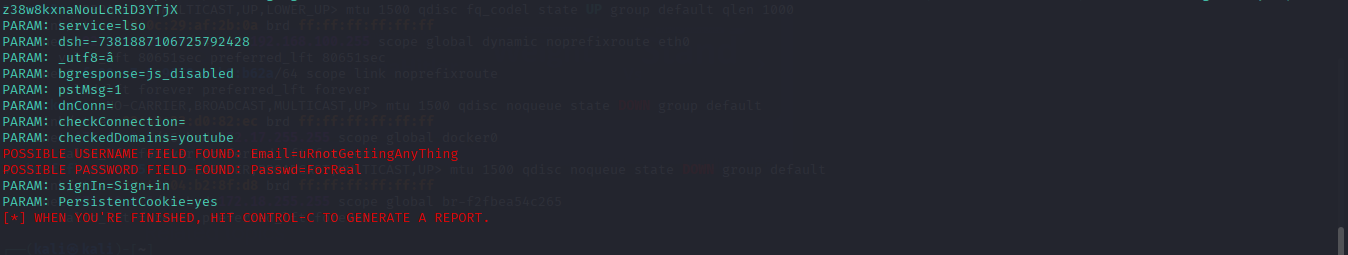 z38w8kxnaNouLcRiD3YTjX
PARAM: service=lso
PARAM: dsh=-7381887106725792428
PARAM: _utf8=â
PARAM: bgresponse=js_disabled
PARAM: pstMsg=1
PARAM: dnConn=
PARAM: checkConnection=
PARAM: checkedDomains=youtube
POSSIBLE USERNAME FIELD FOUND: Email=uRnotGetiingAnyThing
POSSIBLE PASSWORD FIELD FOUND: Passwd=ForReal
PARAM: signIn=Sign+in
PARAM: PersistentCookie=yes
[*] WHEN YOU'RE FINISHED, HIT CONTROL-C TO GENERATE A REPORT.